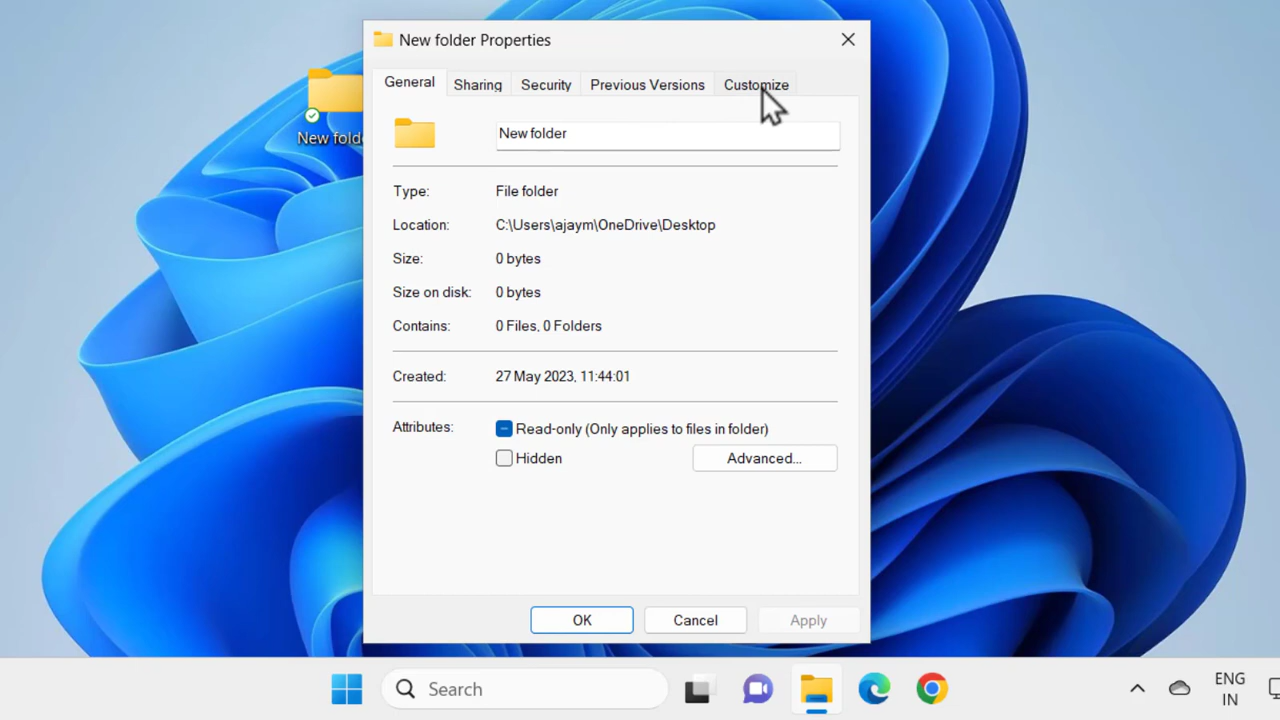 New folder Properties
General Sharing Security Previous Versions Customize
New folder
New folde
Type: File folder
Location: C:\Users\ajaym\OneDrive\Desktop
Size: 0 bytes
Size on disk: 0 bytes
Contains: 0 Files, 0 Folders
Created: 27 May 2023, 11:44:01
Attributes: Read-only (Only applies to files in folder)
Hidden Advanced...
OK Cancel Apply
Search
ENG
IN